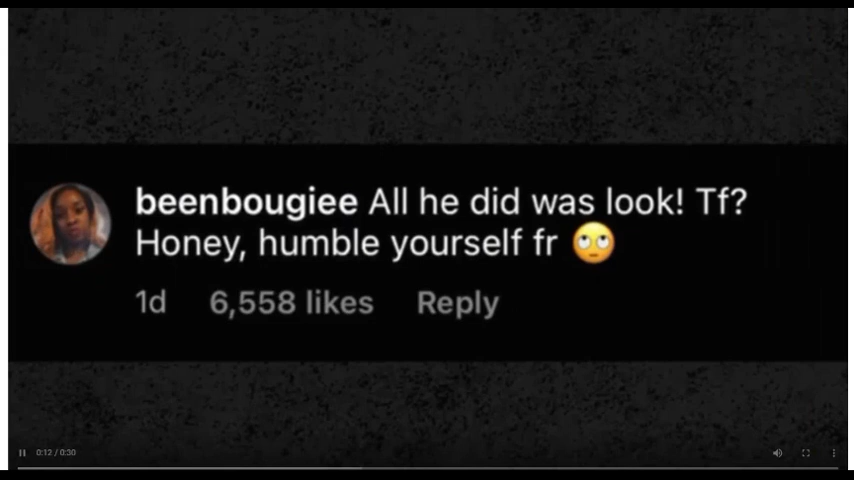 beenbougiee All he did was look! Tf?
Honey, humble yourself fr 🙄
1d 6,558 likes Reply
0:12 / 0:30